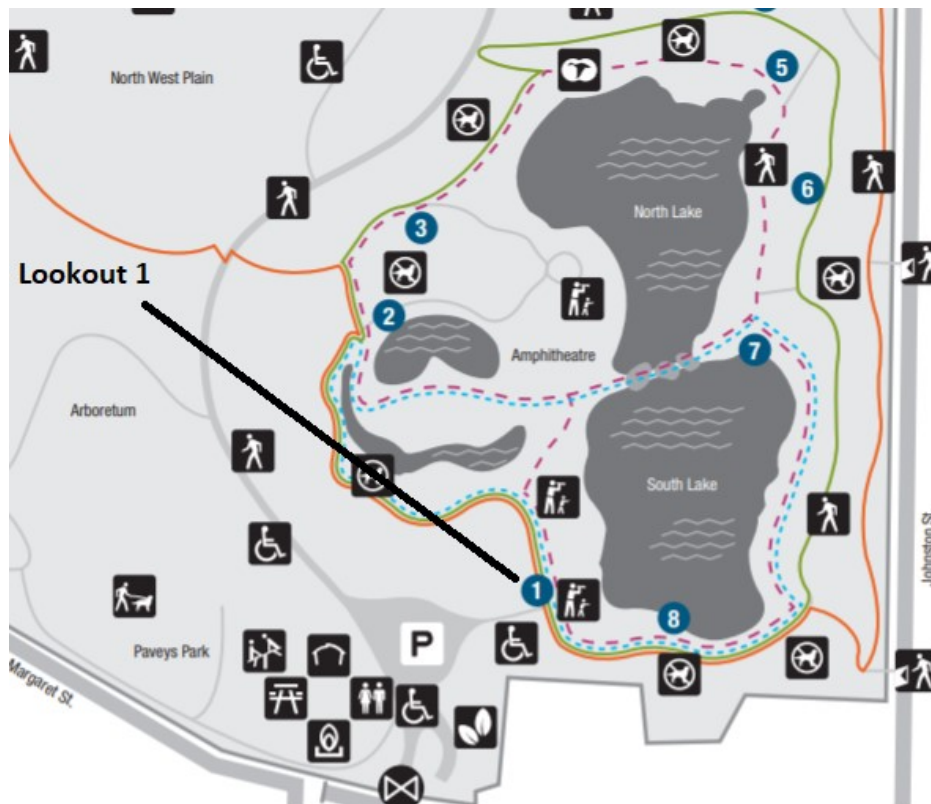 5
North West Plain
6
North Lake
3
Lookout 1
2
Amphitheatre
7
Arboretum
South Lake
Johnston St.
1
8
P
Paveys Park
Margaret St.